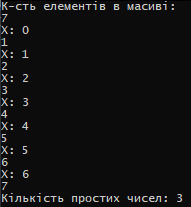 К-сть елементів в масиві:
7
X: 0
1
X: 1
2
X: 2
3
X: 3
4
X: 4
5
X: 5
6
X: 6
7
Кількість простих чисел: 3